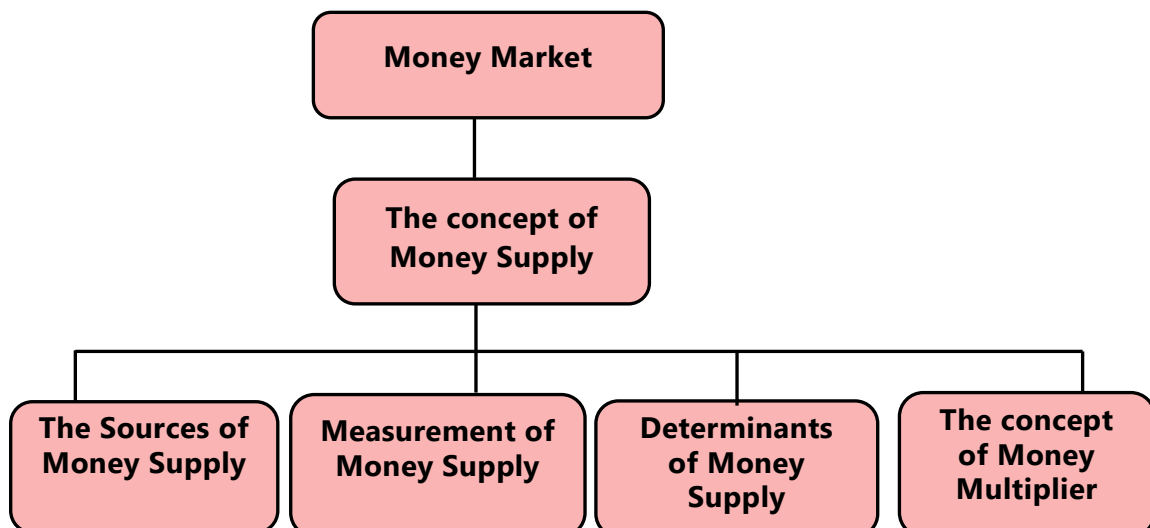 Money Market
The concept of
Money Supply
The Sources of
Money Supply
Measurement of
Money Supply
Determinants
of Money
Supply
The concept
of Money
Multiplier